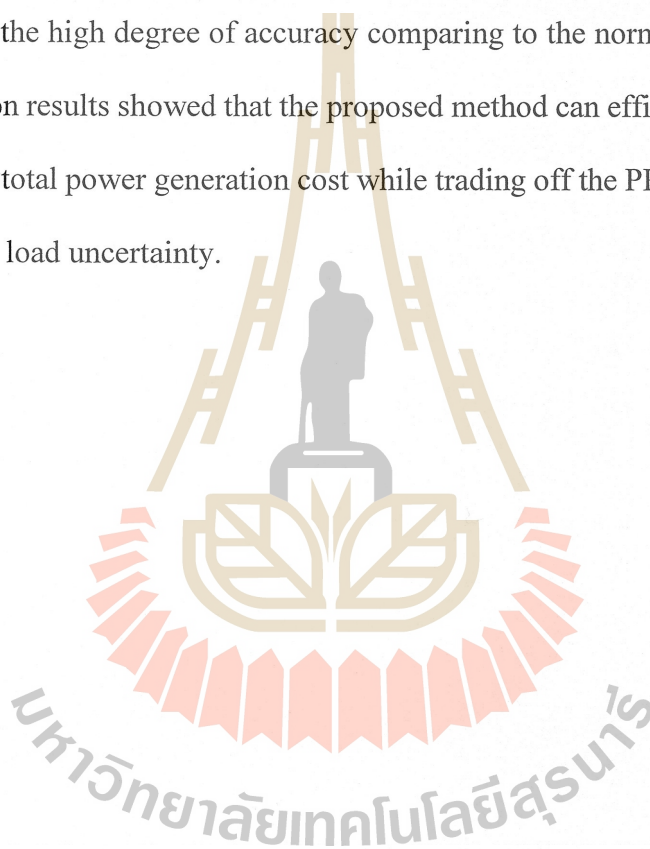 the high degree of accuracy comparing to the norm
on results showed that the proposed method can effi
total power generation cost while trading off the
load uncertainty.
มหาวิทยาลัยเทคโนโลยีสุรนารี